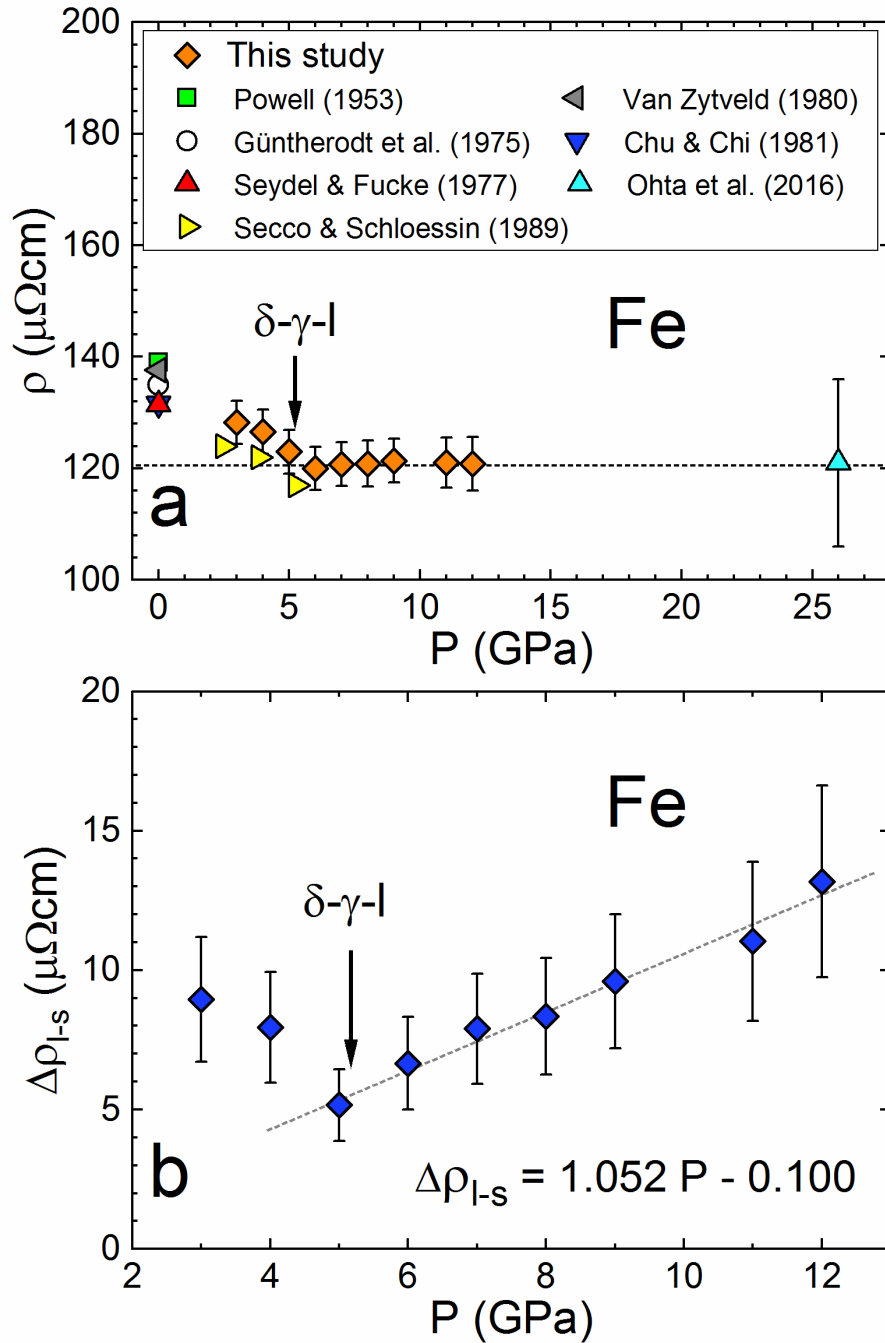 200
180
160
140
120
100
ρ (μΩcm)
This study
Powell (1953)
Van Zytveld (1980)
Güntherodt et al. (1975)
Chu & Chi (1981)
Seydel & Fucke (1977)
Ohta et al. (2016)
Secco & Schloessin (1989)
δ-γ-l
Fe
a
0 5 10 15 20 25
P (GPa)
20
15
10
5
0
Δρl-s (μΩcm)
Fe
δ-γ-l
b
Δρl-s = 1.052 P - 0.100
2 4 6 8 10 12
P (GPa)